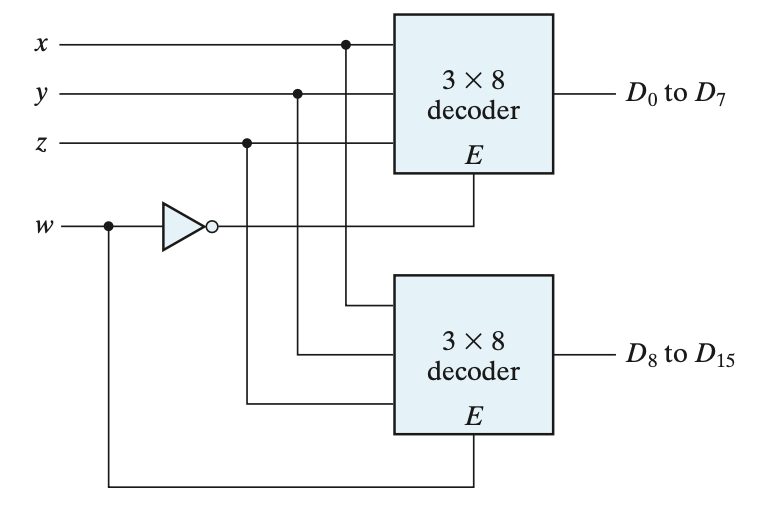 x
y
z
w
3 × 8
decoder
E
D₀ to D₇
3 × 8
decoder
E
D₈ to D₁₅